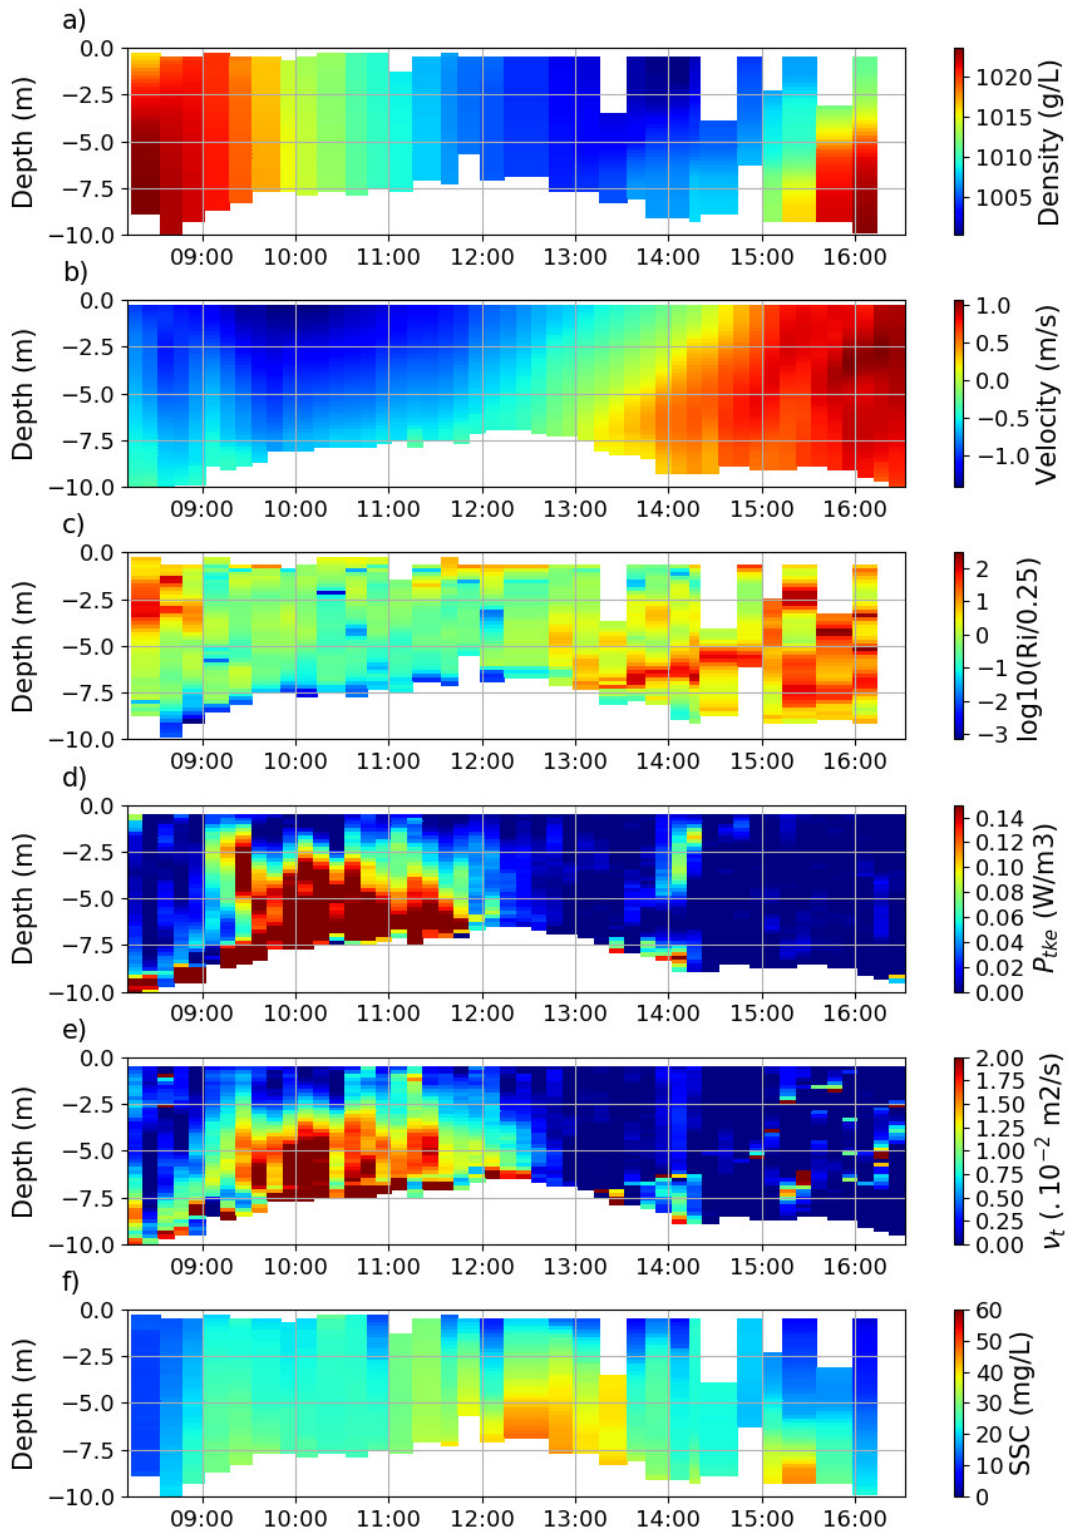 a)
0.0
−2.5
−5.0
−7.5
−10.0
Depth (m)
09:00 10:00 11:00 12:00 13:00 14:00 15:00 16:00
1020
1015
1010
1005
Density (g/L)
b)
0.0
−2.5
−5.0
−7.5
−10.0
Depth (m)
09:00 10:00 11:00 12:00 13:00 14:00 15:00 16:00
1.0
0.5
0.0
−0.5
−1.0
Velocity (m/s)
c)
0.0
−2.5
−5.0
−7.5
−10.0
Depth (m)
09:00 10:00 11:00 12:00 13:00 14:00 15:00 16:00
2
1
0
−1
−2
−3
log10(Ri/0.25)
d)
0.0
−2.5
−5.0
−7.5
−10.0
Depth (m)
09:00 10:00 11:00 12:00 13:00 14:00 15:00 16:00
0.14
0.12
0.10
0.08
0.06
0.04
0.02
0.00
P_tke (W/m3)
e)
0.0
−2.5
−5.0
−7.5
−10.0
Depth (m)
09:00 10:00 11:00 12:00 13:00 14:00 15:00 16:00
2.00
1.75
1.50
1.25
1.00
0.75
0.50
0.25
0.00
ν_t (. 10⁻² m2/s)
f)
0.0
−2.5
−5.0
−7.5
−10.0
Depth (m)
09:00 10:00 11:00 12:00 13:00 14:00 15:00 16:00
60
50
40
30
20
10
0
SSC (mg/L)